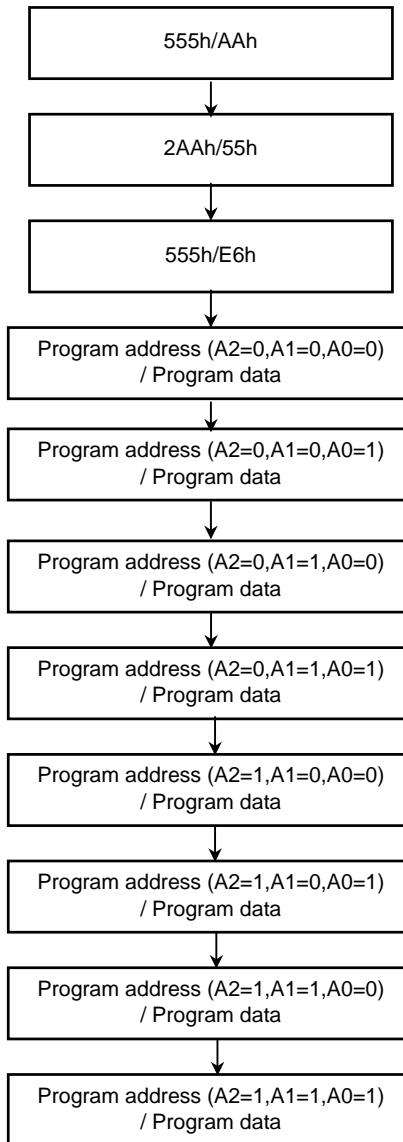 555h/AAh
2AAh/55h
555h/E6h
Program address (A2=0,A1=0,A0=0)
/ Program data
Program address (A2=0,A1=0,A0=1)
/ Program data
Program address (A2=0,A1=1,A0=0)
/ Program data
Program address (A2=0,A1=1,A0=1)
/ Program data
Program address (A2=1,A1=0,A0=0)
/ Program data
Program address (A2=1,A1=0,A0=1)
/ Program data
Program address (A2=1,A1=1,A0=0)
/ Program data
Program address (A2=1,A1=1,A0=1)
/ Program data